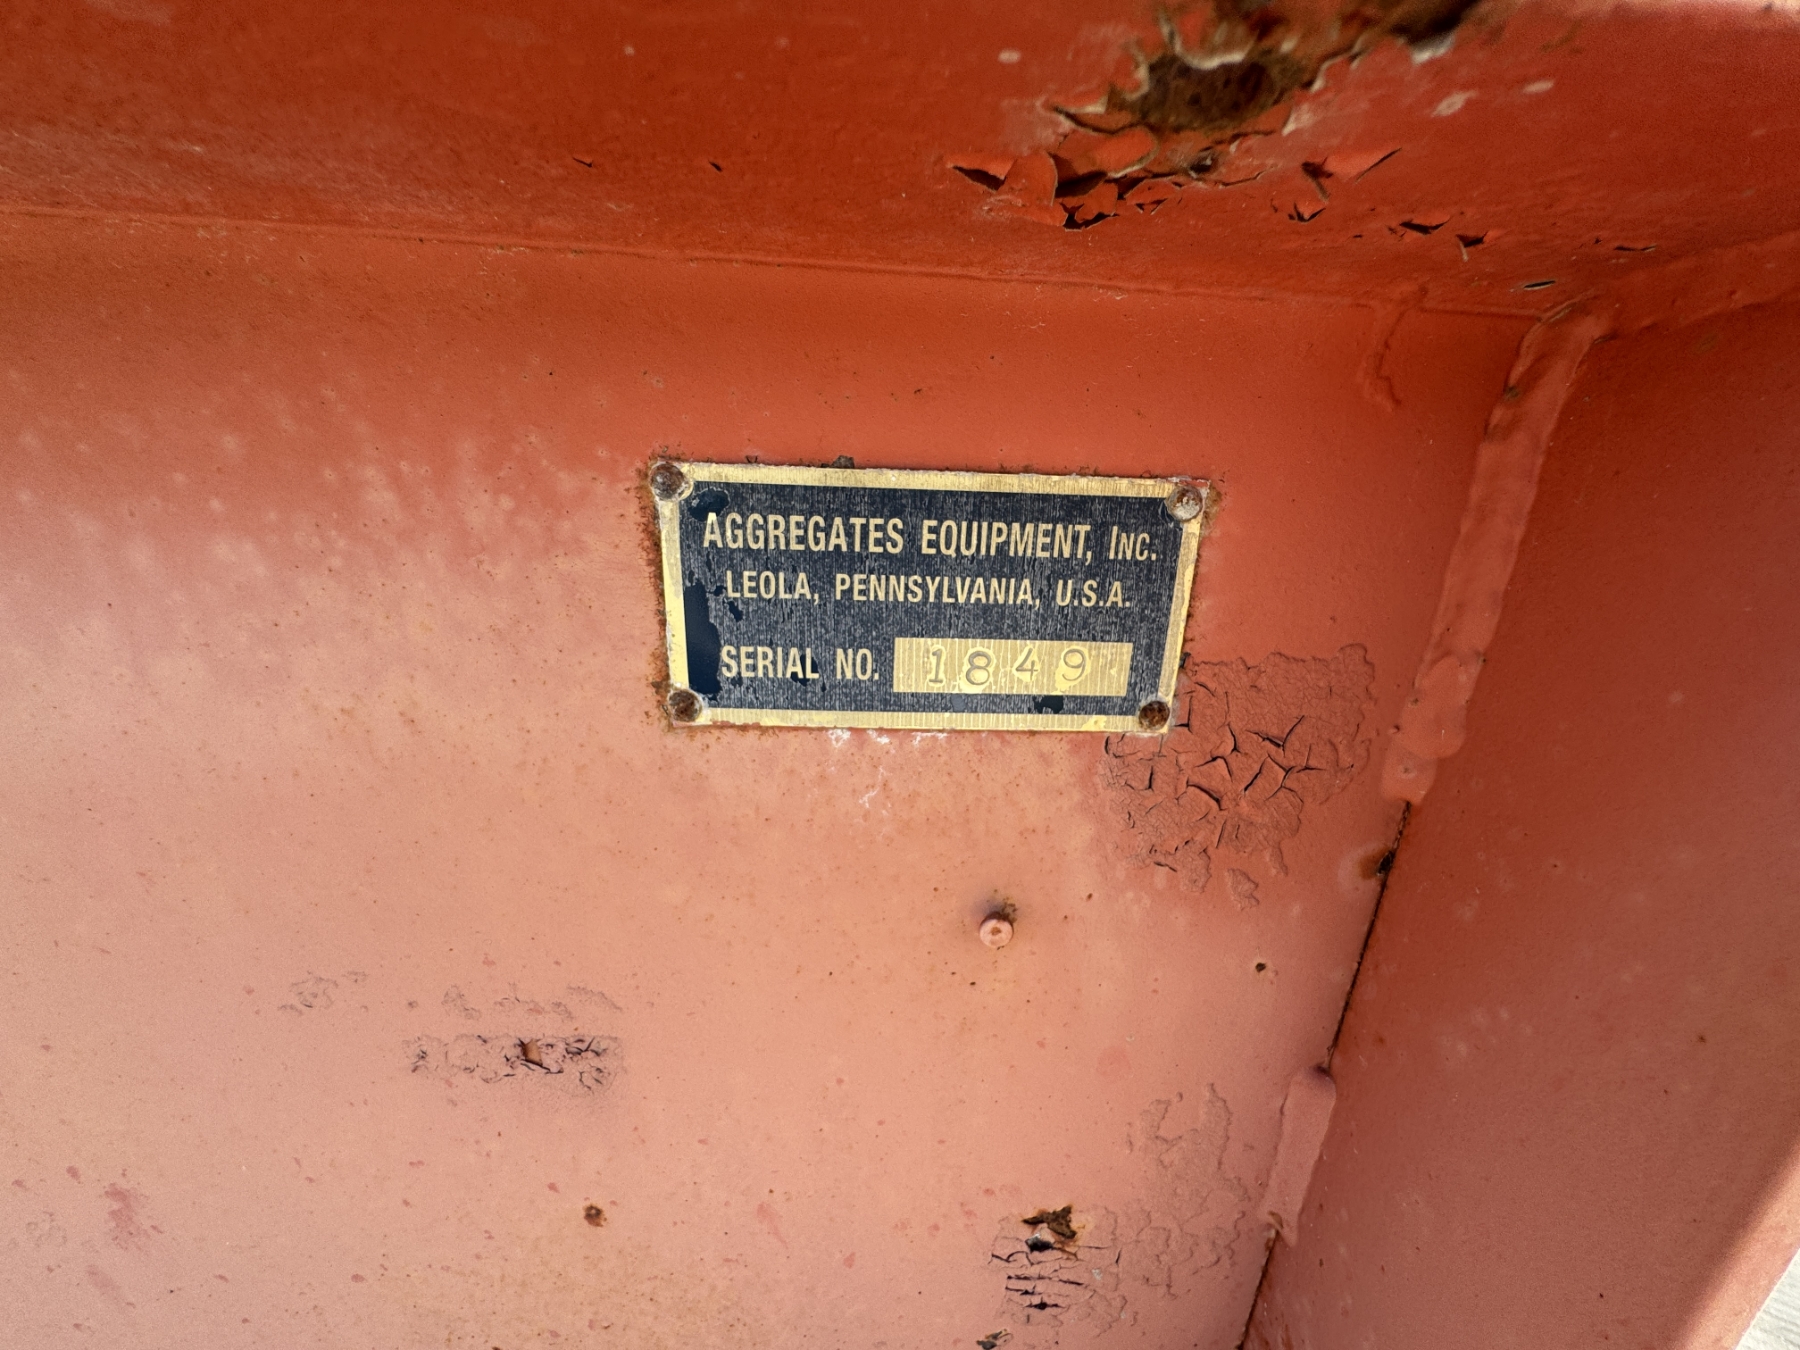 AGGREGATES EQUIPMENT, INC.
LEOLA, PENNSYLVANIA, U.S.A.
SERIAL NO. 1849